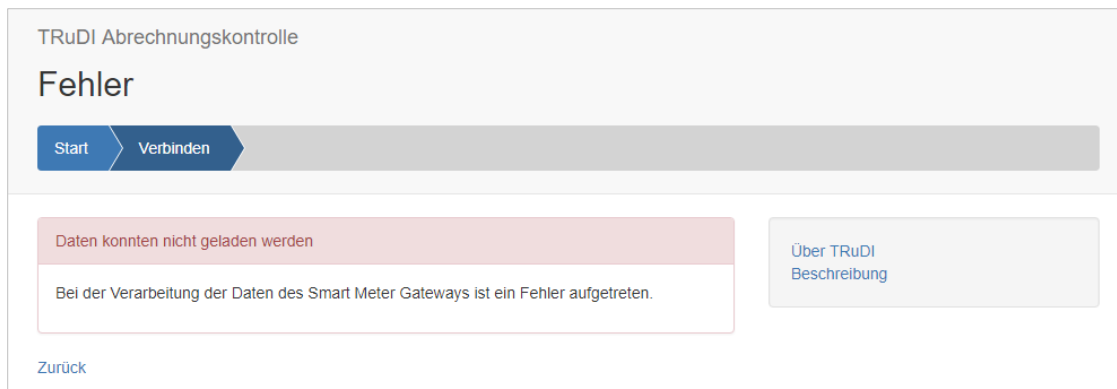 TRuDI Abrechnungskontrolle
Fehler
Start
Verbinden
Daten konnten nicht geladen werden
Bei der Verarbeitung der Daten des Smart Meter Gateways ist ein Fehler aufgetreten.
Zurück
Über TRuDI
Beschreibung